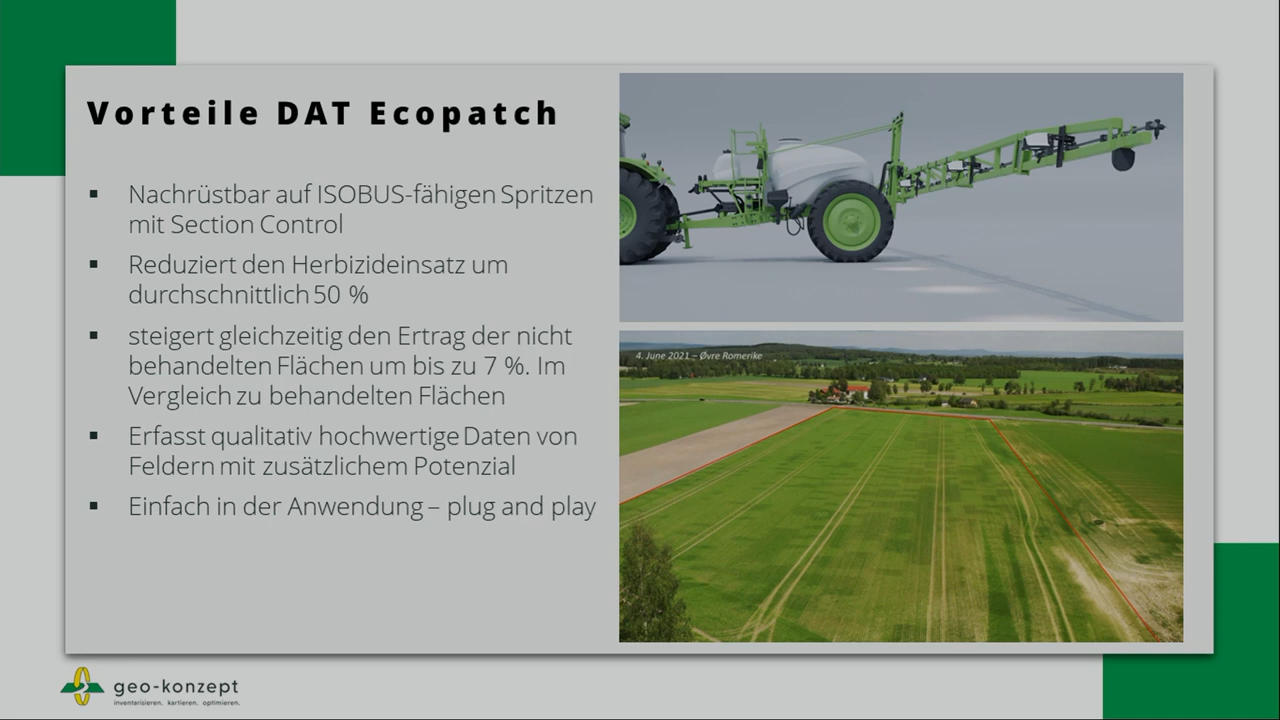 Vorteile DAT Ecopatch
▪ Nachrüstbar auf ISOBUS-fähigen Spritzen
mit Section Control
▪ Reduziert den Herbizideinsatz um
durchschnittlich 50 %
▪ steigert gleichzeitig den Ertrag der nicht
behandelten Flächen um bis zu 7 %. Im
Vergleich zu behandelten Flächen
▪ Erfasst qualitativ hochwertige Daten von
Feldern mit zusätzlichem Potenzial
▪ Einfach in der Anwendung – plug and play
4. June 2021 – Øvre Romerike
geo-konzept
inventarisieren. kartieren. optimieren.